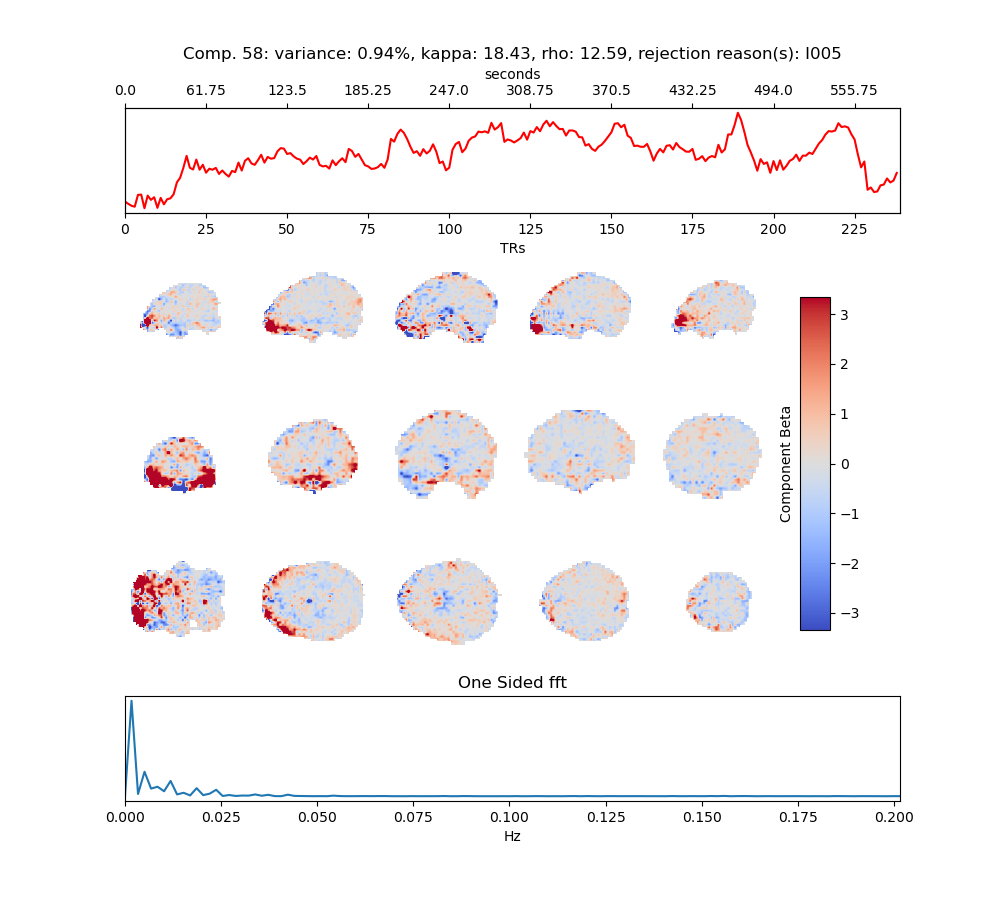 Comp. 58: variance: 0.94%, kappa: 18.43, rho: 12.59, rejection reason(s): I005
seconds
0.0 61.75 123.5 185.25 247.0 308.75 370.5 432.25 494.0 555.75
0 25 50 75 100 125 150 175 200 225
TRs
3
2
1
0
−1
−2
−3
Component Beta
One Sided fft
0.000 0.025 0.050 0.075 0.100 0.125 0.150 0.175 0.200
Hz